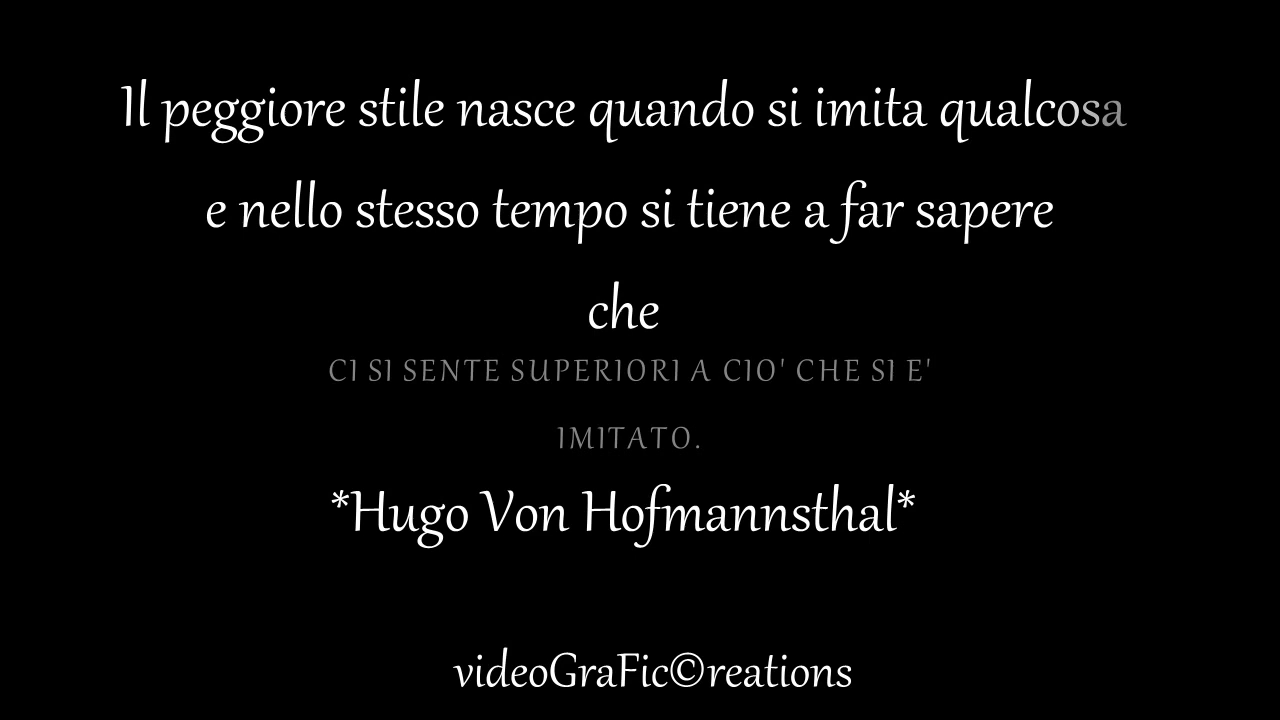 Il peggiore stile nasce quando si imita qualcosa
e nello stesso tempo si tiene a far sapere
che
CI SI SENTE SUPERIORI A CIO' CHE SI E'
IMITATO.
*Hugo Von Hofmannsthal*
videoGraFic©reations